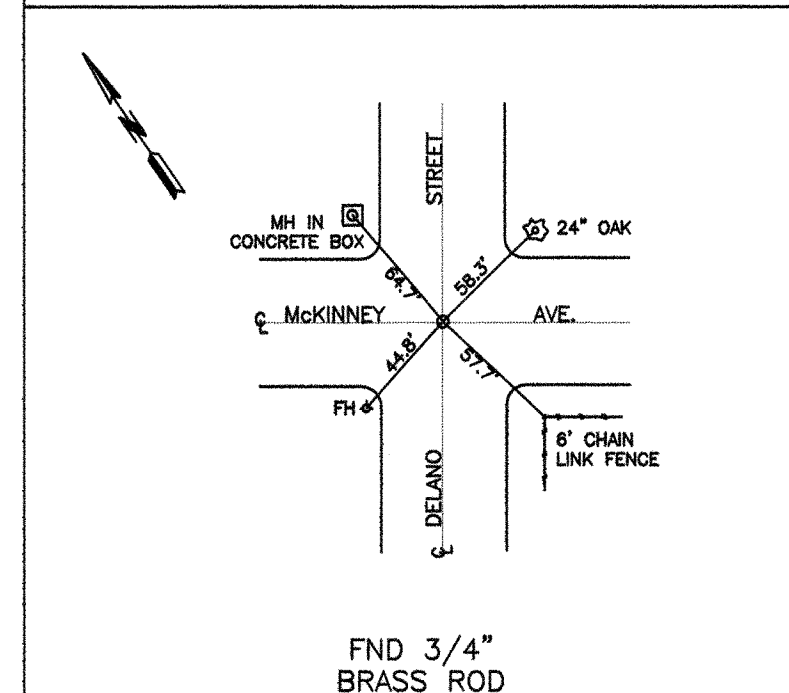 STREET
MH IN
CONCRETE BOX
24" OAK
64.7'
58.3'
℄ McKINNEY AVE.
44.8'
57.7'
FH
6' CHAIN
LINK FENCE
℄ DELANO
FND 3/4"
BRASS ROD